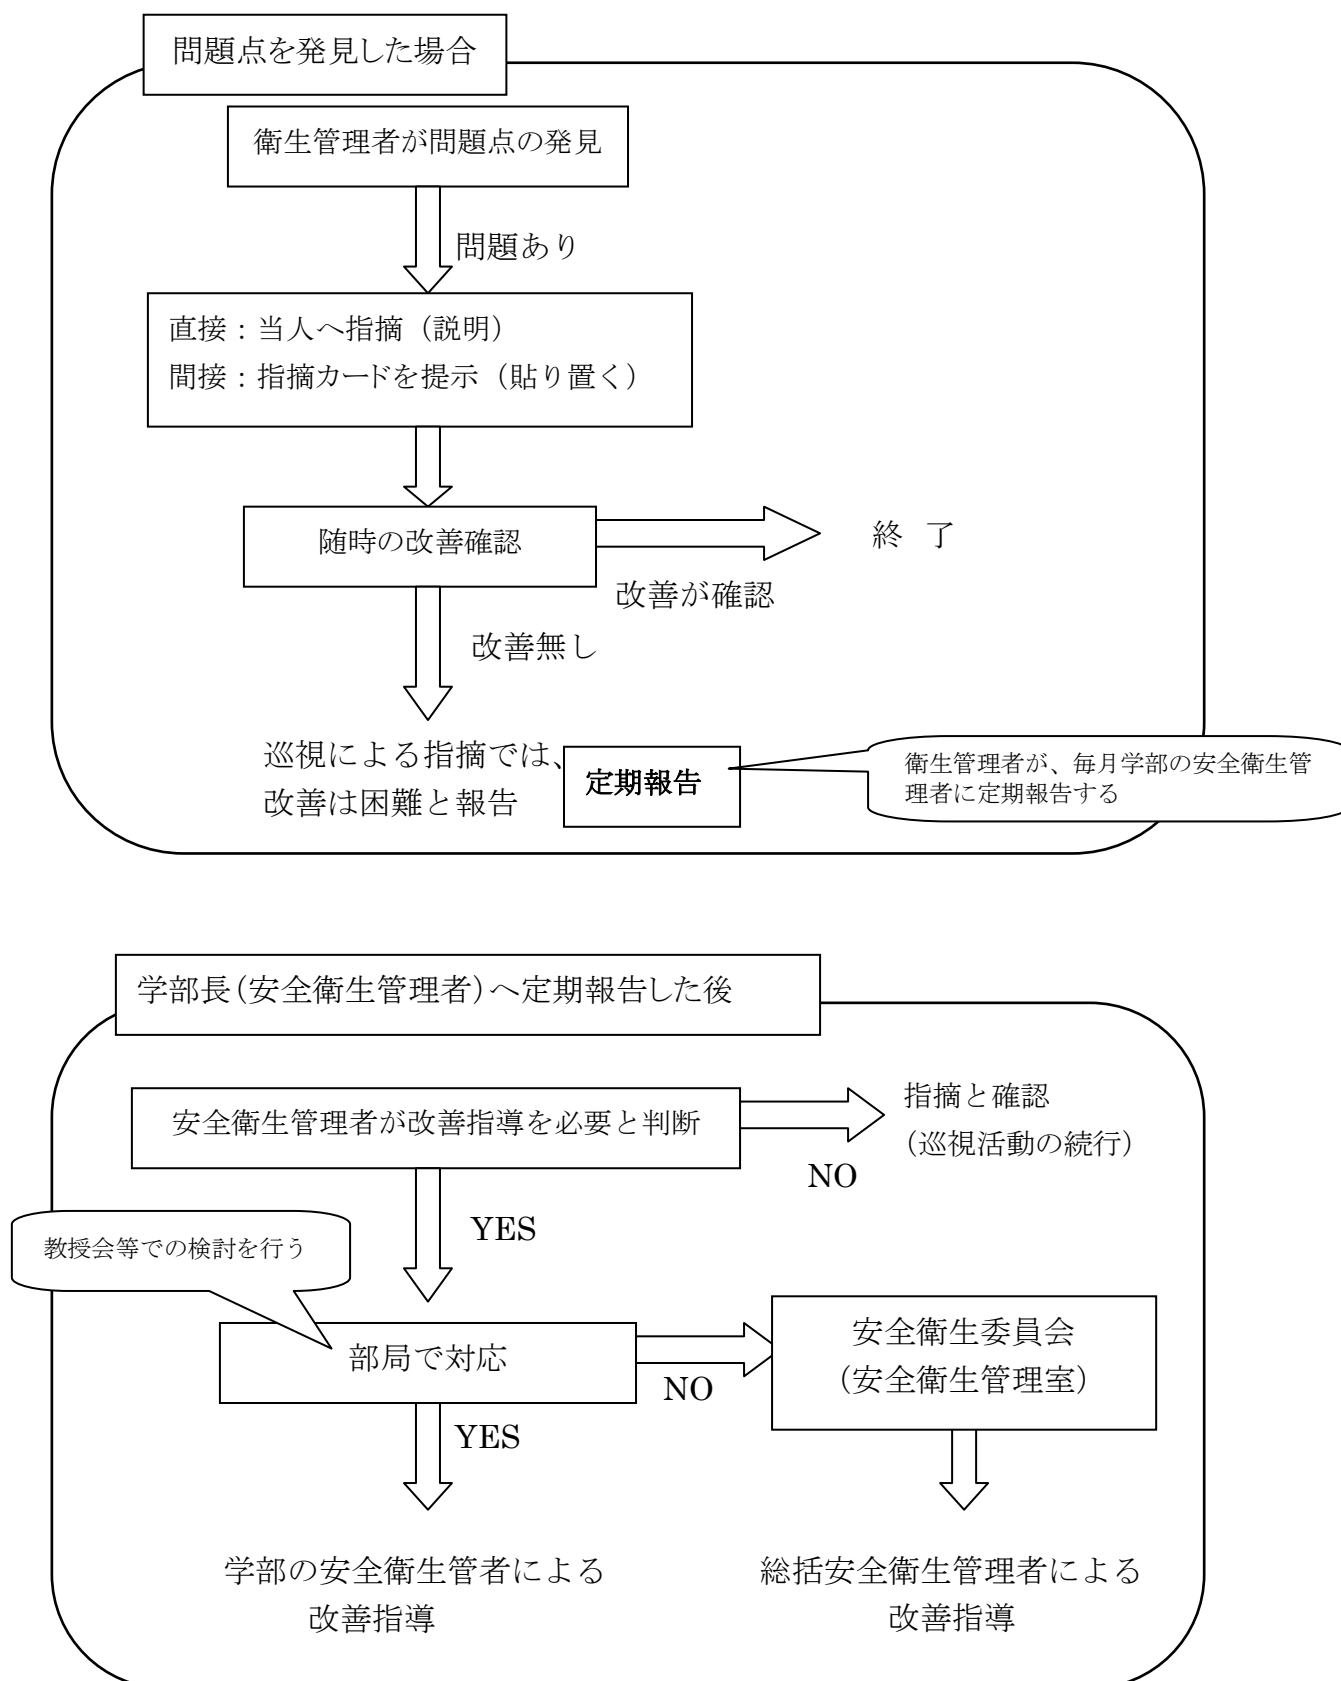 問題点を発見した場合
衛生管理者が問題点の発見
問題あり
直接：当人へ指摘（説明）
間接：指摘カードを提示（貼り置く）
随時の改善確認
終 了
改善が確認
改善無し
巡視による指摘では、
改善は困難と報告
定期報告
衛生管理者が、毎月学部の安全衛生管
理者に定期報告する
学部長（安全衛生管理者）へ定期報告した後
安全衛生管理者が改善指導を必要と判断
指摘と確認
（巡視活動の続行）
NO
YES
教授会等での検討を行う
部局で対応
NO
安全衛生委員会
（安全衛生管理室）
YES
学部の安全衛生管者による
改善指導
総括安全衛生管理者による
改善指導